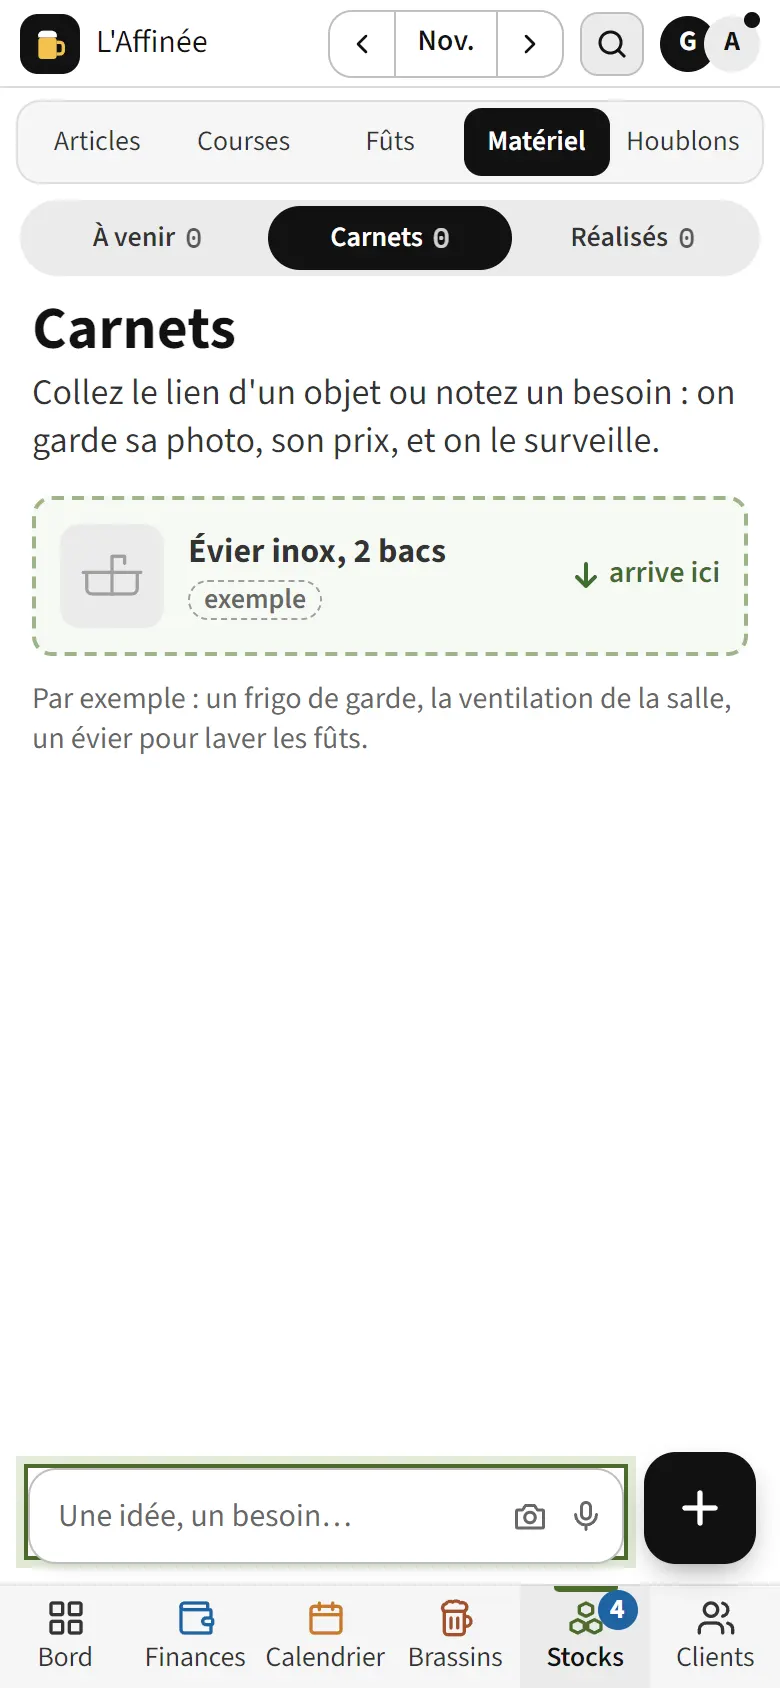 L'Affinée
Nov.
G
A
Articles
Courses
Fûts
Matériel
Houblons
À venir 0
Carnets 0
Réalisés 0
Carnets
Collez le lien d'un objet ou notez un besoin : on
garde sa photo, son prix, et on le surveille.
Évier inox, 2 bacs
exemple
arrive ici
Par exemple : un frigo de garde, la ventilation de la salle,
un évier pour laver les fûts.
Une idée, un besoin…
4
Bord
Finances
Calendrier
Brassins
Stocks
Clients